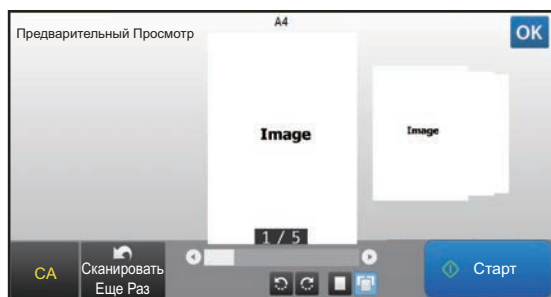 A4
Предварительный Просмотр
OK
Image
Image
1 / 5
CA
Сканировать
Еще Раз
Старт